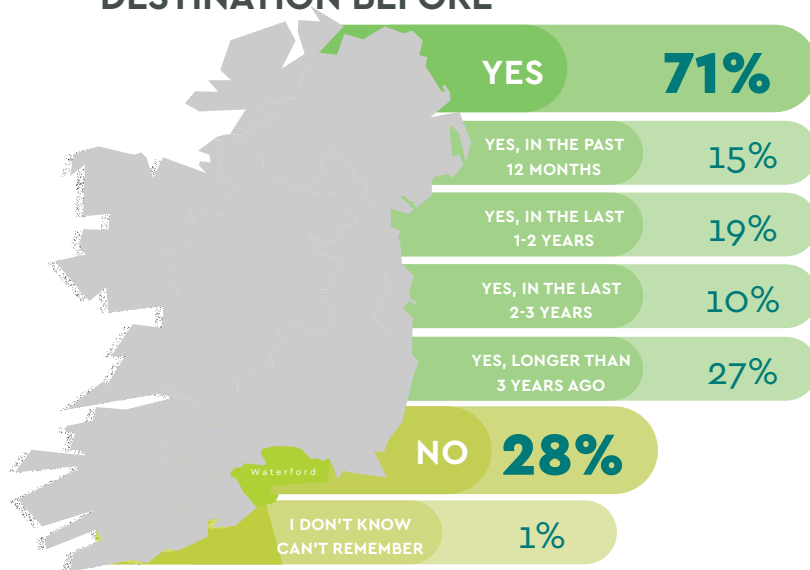 DESTINATION BEFORE
YES
71%
YES, IN THE PAST
12 MONTHS
15%
YES, IN THE LAST
1-2 YEARS
19%
YES, IN THE LAST
2-3 YEARS
10%
YES, LONGER THAN
3 YEARS AGO
27%
NO
28%
Waterford
I DON'T KNOW
CAN'T REMEMBER
1%